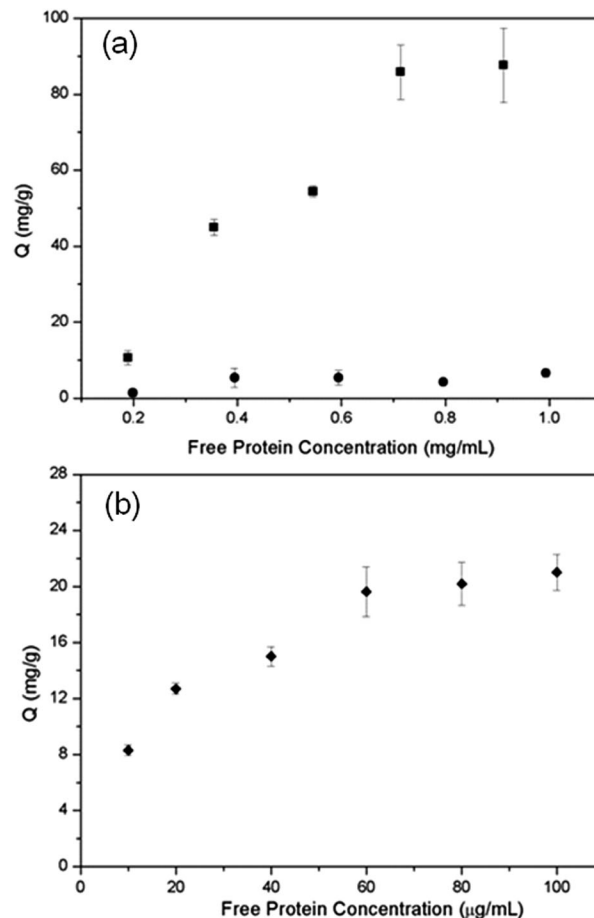 (a)
100
80
60
40
20
0
Q (mg/g)
0.2 0.4 0.6 0.8 1.0
Free Protein Concentration (mg/mL)
(b)
28
24
20
16
12
8
4
0
Q (mg/g)
0 20 40 60 80 100
Free Protein Concentration (μg/mL)